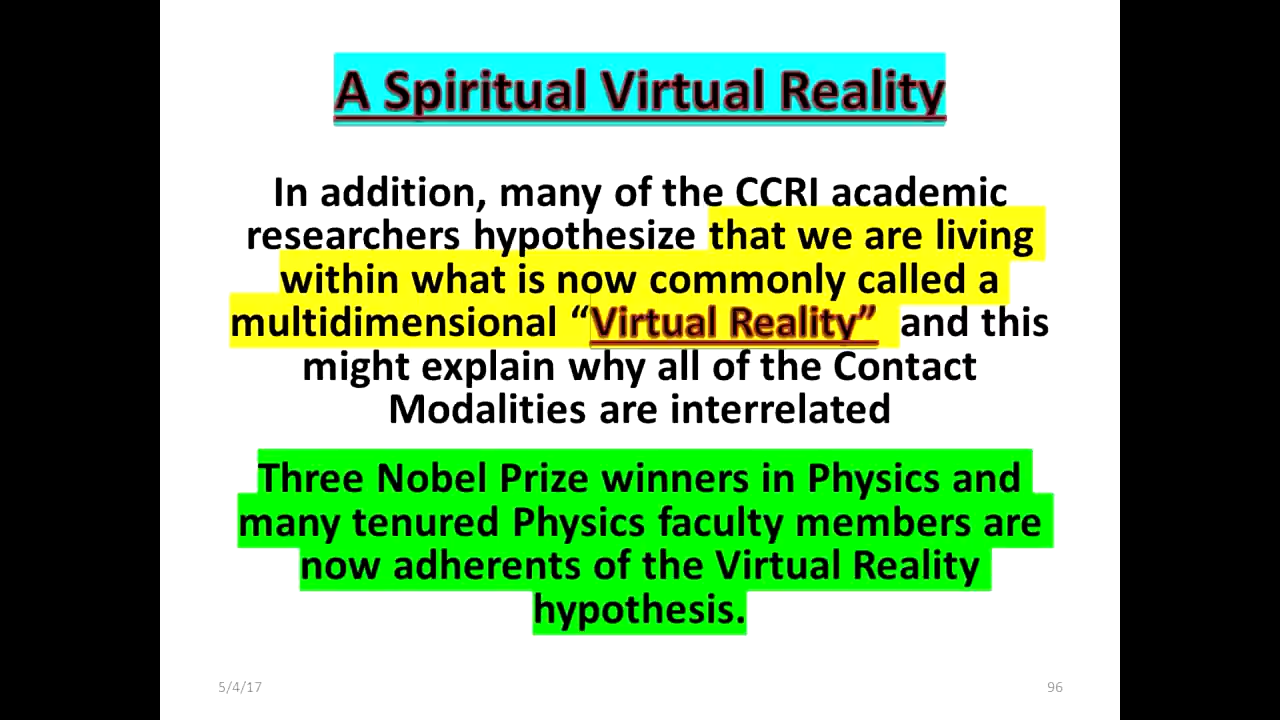 A Spiritual Virtual Reality
In addition, many of the CCRI academic
researchers hypothesize that we are living
within what is now commonly called a
multidimensional “Virtual Reality” and this
might explain why all of the Contact
Modalities are interrelated
Three Nobel Prize winners in Physics and
many tenured Physics faculty members are
now adherents of the Virtual Reality
hypothesis.
5/4/17
96